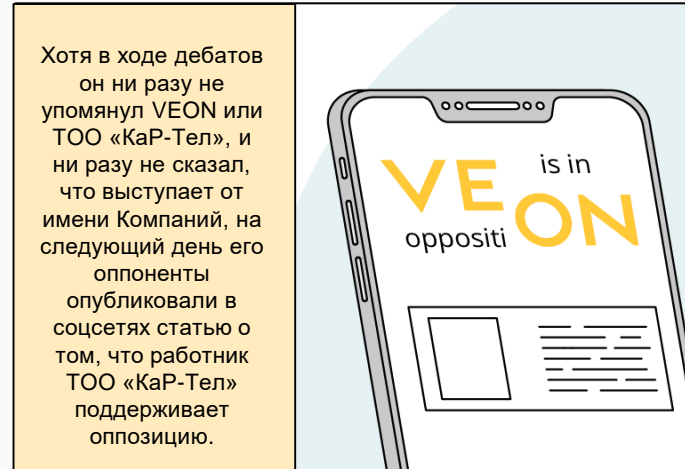 Хотя в ходе дебатов
он ни разу не
упомянул VEON или
ТОО «КаР-Тел», и
ни разу не сказал,
что выступает от
имени Компаний, на
следующий день его
оппоненты
опубликовали в
соцсетях статью о
том, что работник
ТОО «КаР-Тел»
поддерживает
оппозицию.
VE is in
oppositi ON